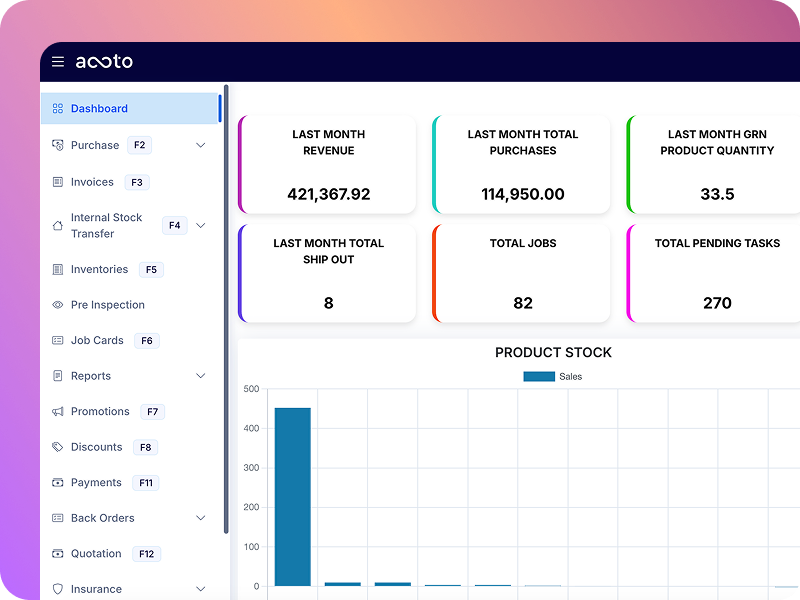 acoto
Dashboard
Purchase F2
Invoices F3
Internal Stock
Transfer F4
Inventories F5
Pre Inspection
Job Cards F6
Reports
Promotions F7
Discounts F8
Payments F11
Back Orders
Quotation F12
Insurance
LAST MONTH
REVENUE
421,367.92
LAST MONTH TOTAL
PURCHASES
114,950.00
LAST MONTH GRN
PRODUCT QUANTITY
33.5
LAST MONTH TOTAL
SHIP OUT
8
TOTAL JOBS
82
TOTAL PENDING TASKS
270
PRODUCT STOCK
Sales
500
400
300
200
100
0